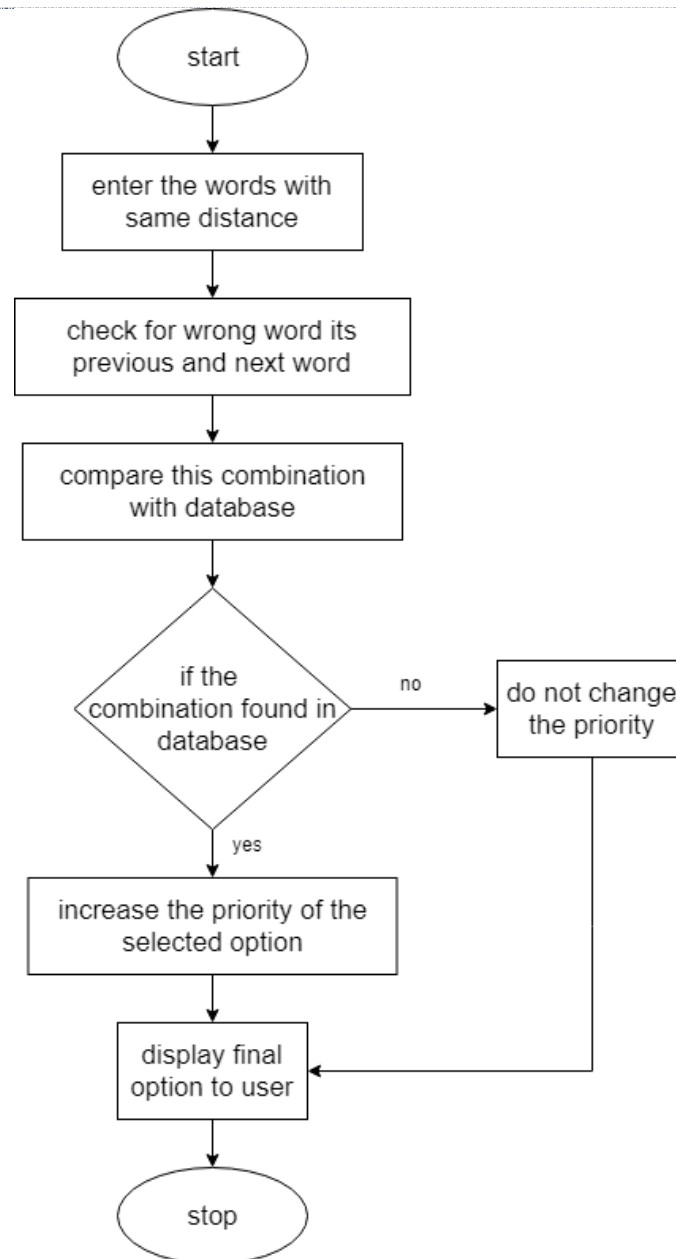 start
enter the words with
same distance
check for wrong word its
previous and next word
compare this combination
with database
if the
combination found in
database
no
do not change
the priority
yes
increase the priority of the
selected option
display final
option to user
stop